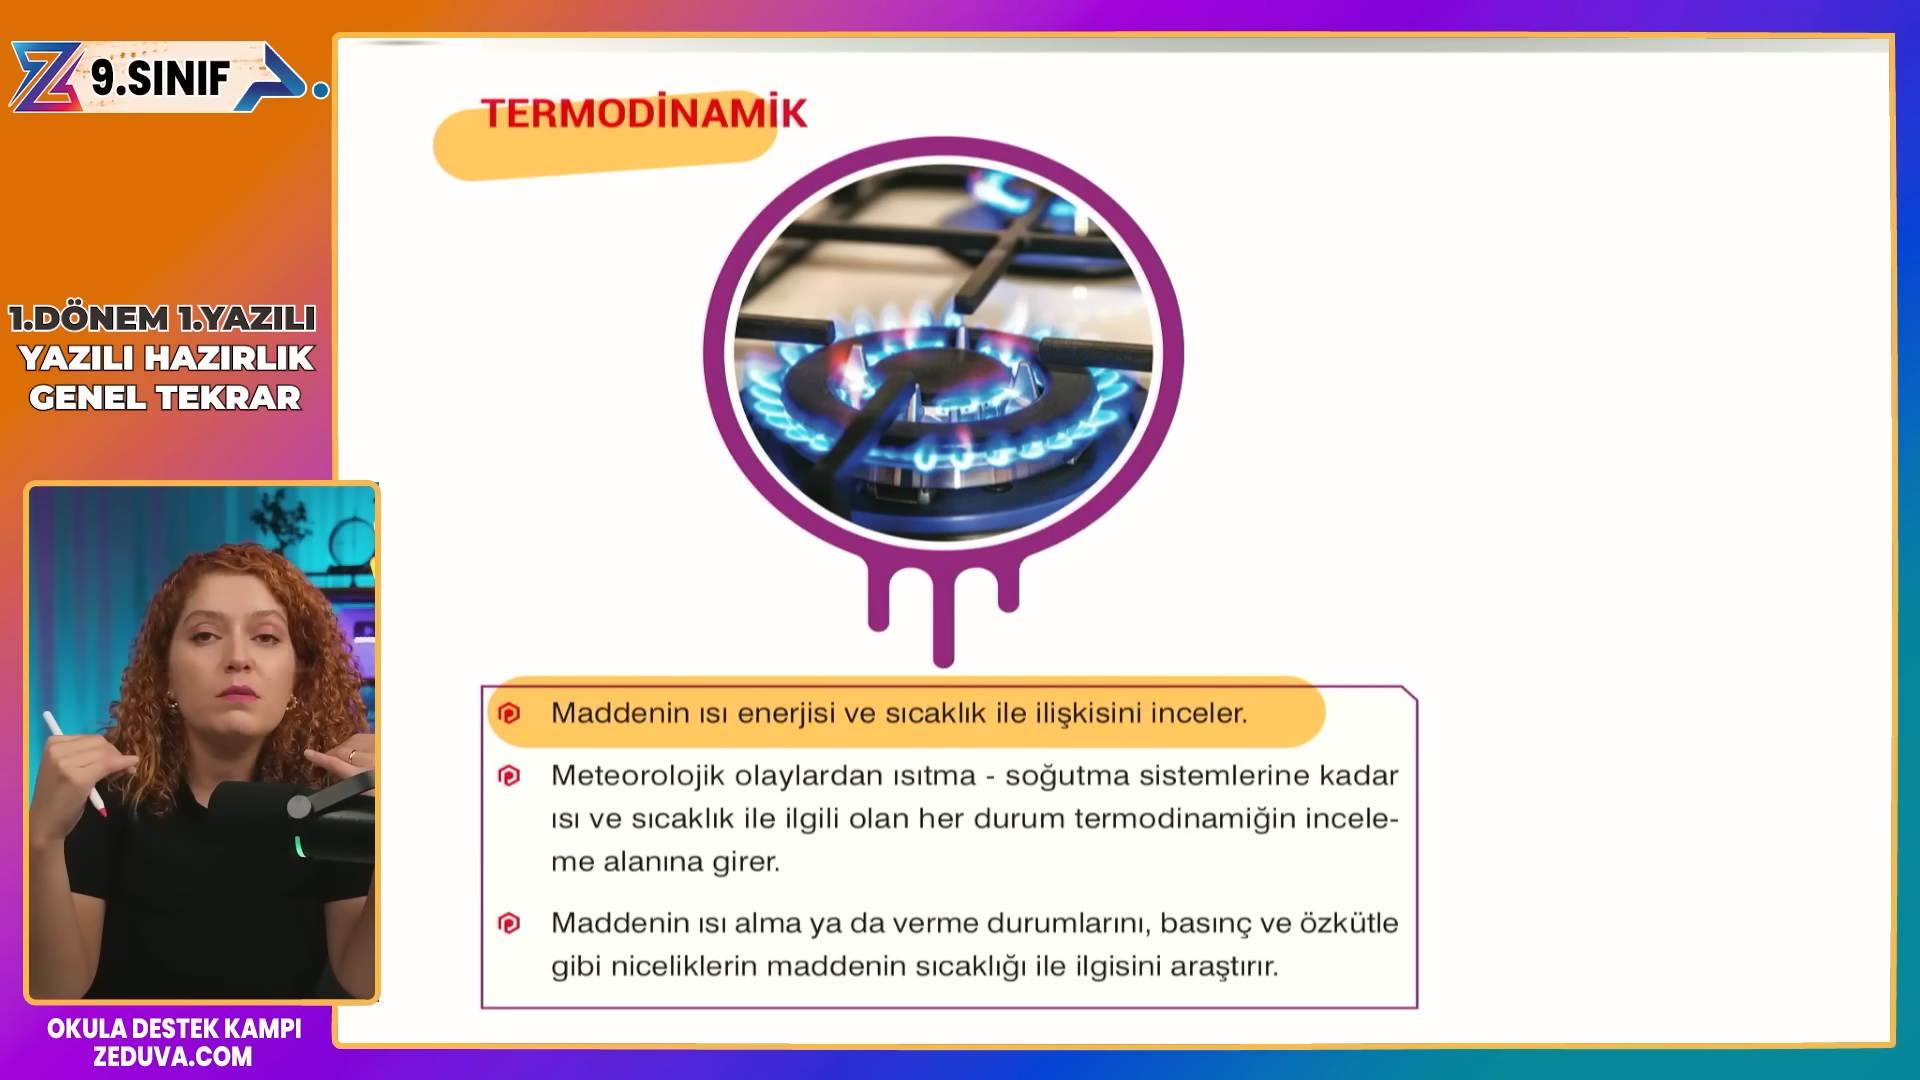 9.SINIF
1.DÖNEM 1.YAZILI
YAZILI HAZIRLIK
GENEL TEKRAR
TERMODİNAMİK
Maddenin ısı enerjisi ve sıcaklık ile ilişkisini inceler.
Meteorolojik olaylardan ısıtma - soğutma sistemlerine kadar
ısı ve sıcaklık ile ilgili olan her durum termodinamiğin incele-
me alanına girer.
Maddenin ısı alma ya da verme durumlarını, basınç ve özkütle
gibi niceliklerin maddenin sıcaklığı ile ilgisini araştırır.
OKULA DESTEK KAMPI
ZEDUVA.COM